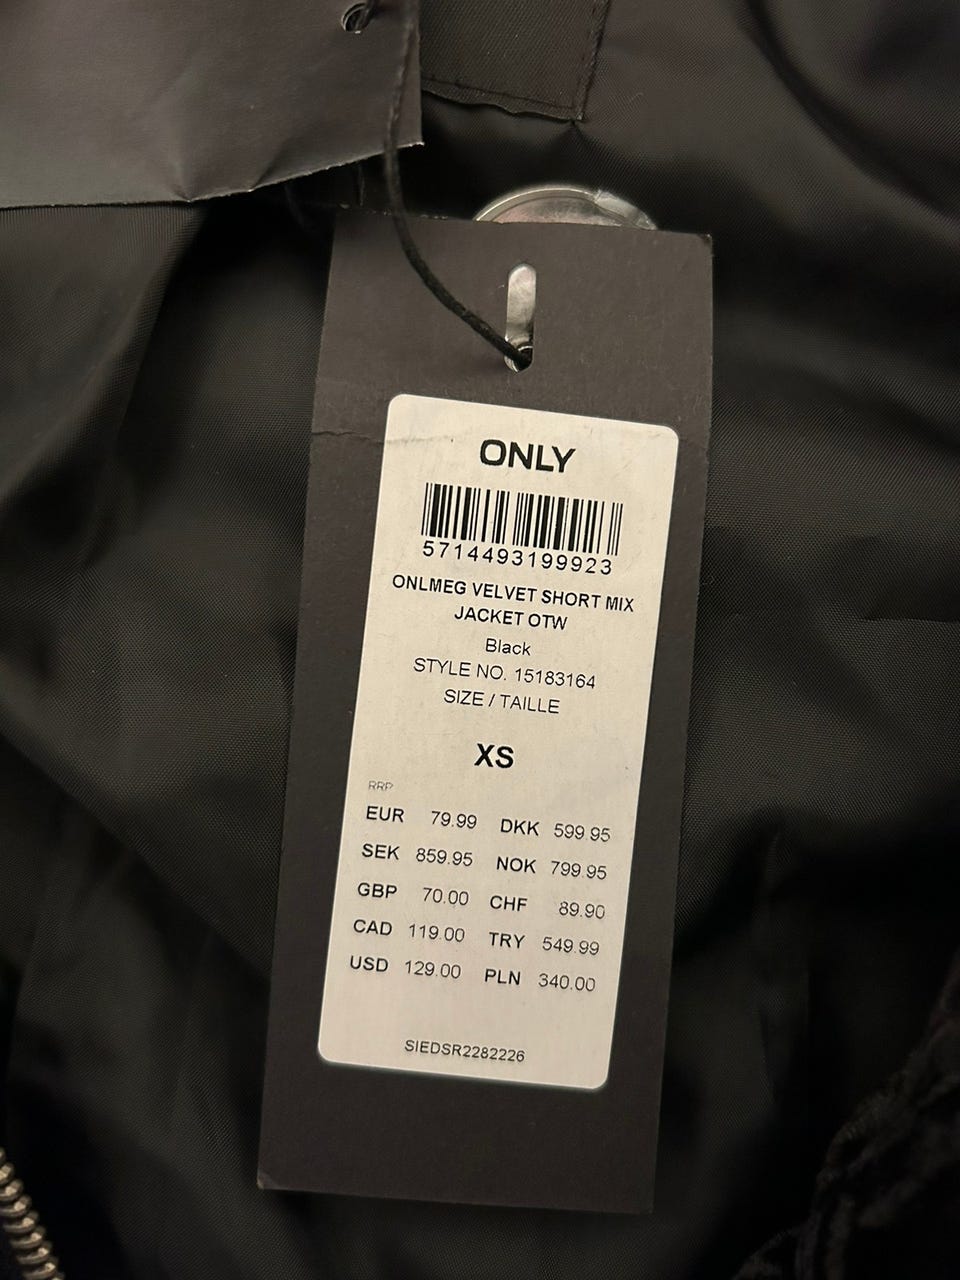 ONLY
5714493199923
ONLMEG VELVET SHORT MIX
JACKET OTW
Black
STYLE NO. 15183164
SIZE / TAILLE
XS
RRP
EUR 79.99 DKK 599.95
SEK 859.95 NOK 799.95
GBP 70.00 CHF 89.90
CAD 119.00 TRY 549.99
USD 129.00 PLN 340.00
SIEDSR2282226